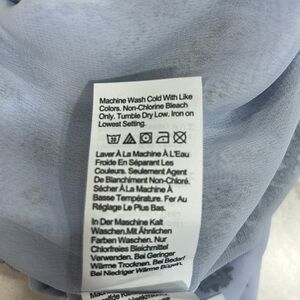 Machine Wash Cold With Like
Colors. Non-Chlorine Bleach
Only. Tumble Dry Low. Iron on
Lowest Setting.
30
Laver À La Machine À L'Eau
Froide En Séparant Les
Couleurs. Seulement Agent
De Blanchiment Non-Chloré.
Sécher À La Machine À
Basse Température. Fer Au
Réglage Le Plus Bas.
In Der Maschine Kalt
Waschen.Mit Ähnlichen
Farben Waschen. Nur
Chlorfreies Bleichmittel
Verwenden. Bei Geringer
Wärme Trocknen. Bei Bedarf
Bei Niedriger Wärme Bügeln.